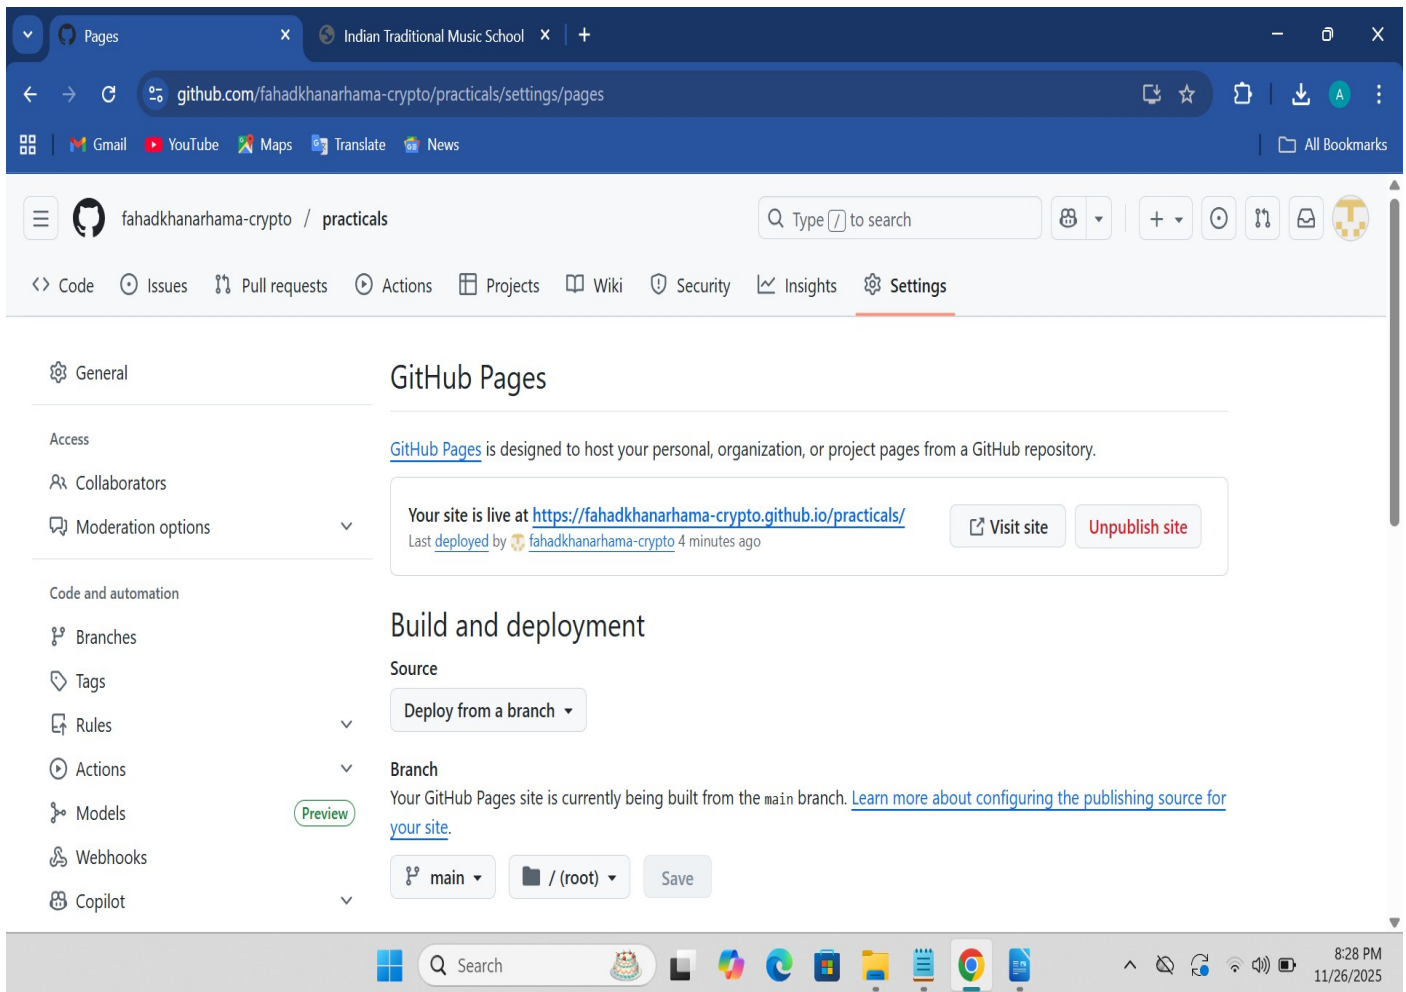 Pages
Indian Traditional Music School
github.com/fahadkhanarhama-crypto/practicals/settings/pages
A
Gmail
YouTube
Maps
Translate
News
All Bookmarks
fahadkhanarhama-crypto / practicals
Type / to search
Code
Issues
Pull requests
Actions
Projects
Wiki
Security
Insights
Settings
General
Access
Collaborators
Moderation options
Code and automation
Branches
Tags
Rules
Actions
Models
Preview
Webhooks
Copilot
GitHub Pages
GitHub Pages is designed to host your personal, organization, or project pages from a GitHub repository.
Your site is live at https://fahadkhanarhama-crypto.github.io/practicals/
Last deployed by fahadkhanarhama-crypto 4 minutes ago
Visit site
Unpublish site
Build and deployment
Source
Deploy from a branch
Branch
Your GitHub Pages site is currently being built from the main branch. Learn more about configuring the publishing source for
your site.
main
/ (root)
Save
Search
8:28 PM
11/26/2025